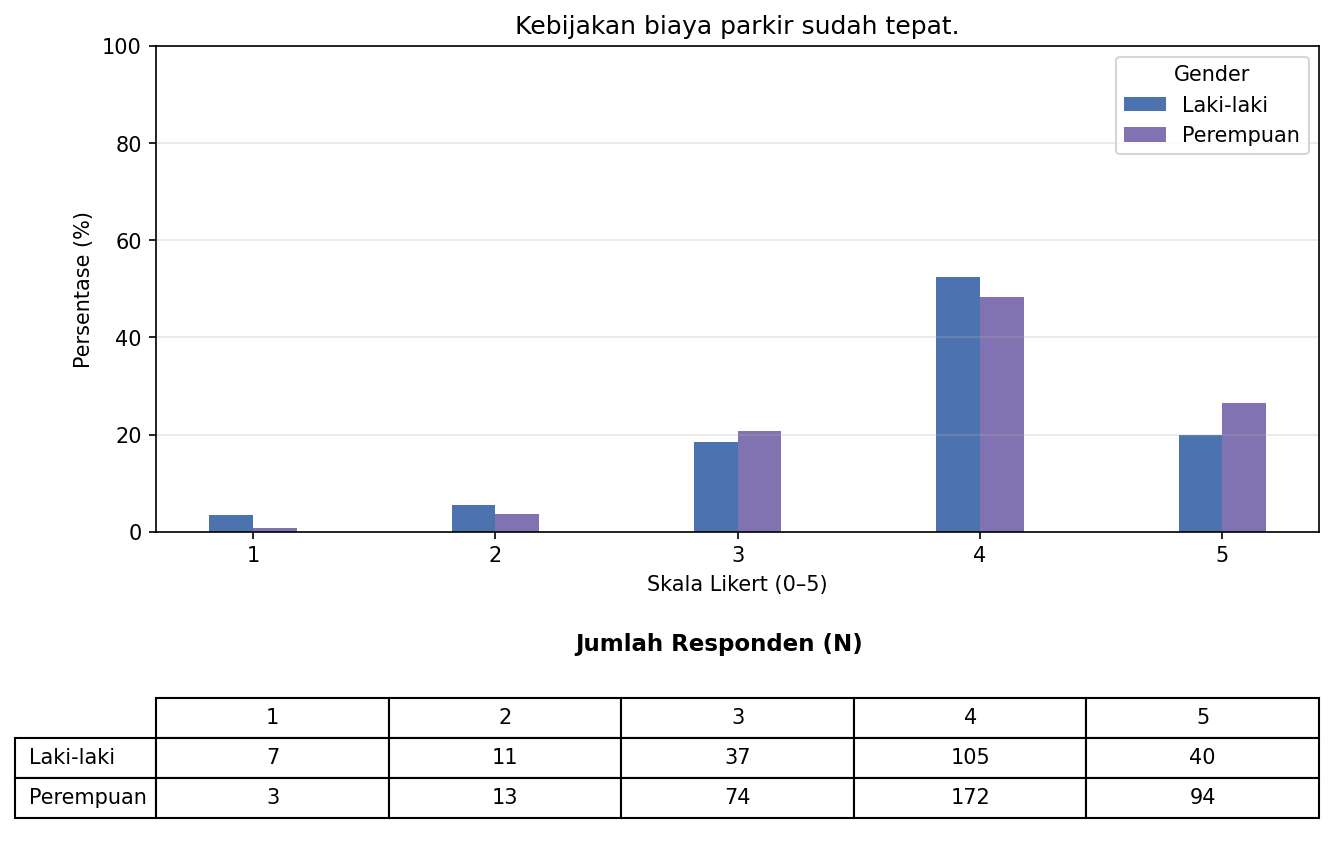 Kebijakan biaya parkir sudah tepat.
100
80
60
40
20
0
Persentase (%)
Gender
Laki-laki
Perempuan
1 2 3 4 5
Skala Likert (0–5)
Jumlah Responden (N)
1 2 3 4 5
Laki-laki 7 11 37 105 40
Perempuan 3 13 74 172 94